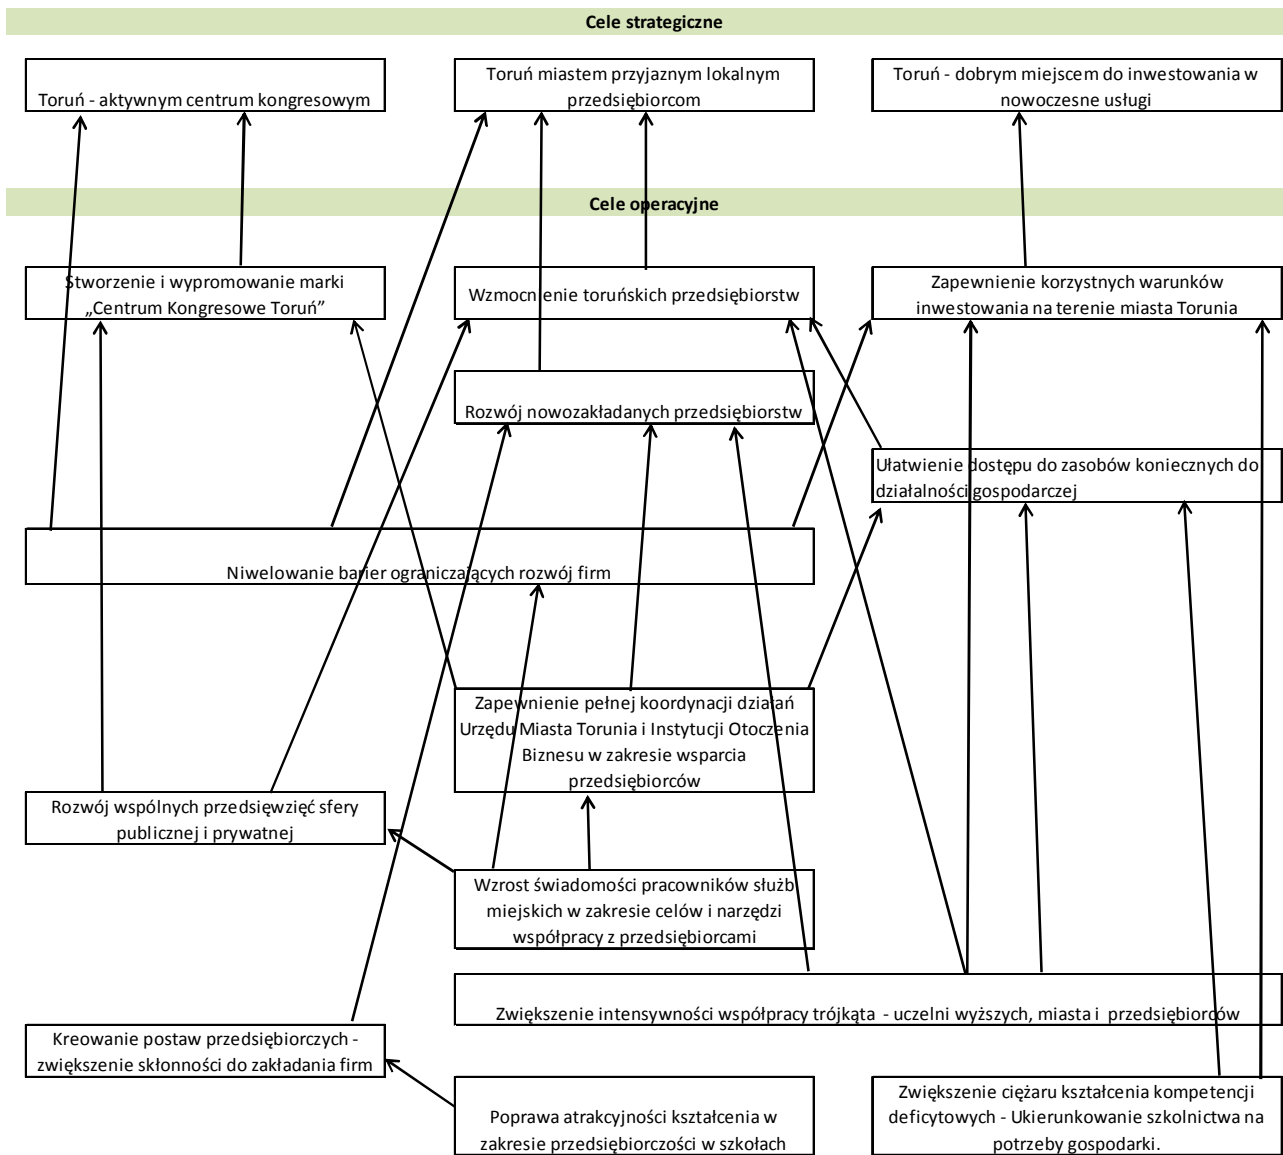 Cele strategiczne
Toruń - aktywnym centrum kongresowym
Toruń miastem przyjaznym lokalnym
przedsiębiorcom
Toruń - dobrym miejscem do inwestowania w
nowoczesne usługi
Cele operacyjne
Stworzenie i wypromowanie marki
„Centrum Kongresowe Toruń”
Wzmocnienie toruńskich przedsiębiorstw
Zapewnienie korzystnych warunków
inwestowania na terenie miasta Torunia
Rozwój nowozakładanych przedsiębiorstw
Ułatwienie dostępu do zasobów koniecznych do
działalności gospodarczej
Niwelowanie barier ograniczających rozwój firm
Zapewnienie pełnej koordynacji działań
Urzędu Miasta Torunia i Instytucji Otoczenia
Biznesu w zakresie wsparcia
przedsiębiorców
Rozwój wspólnych przedsięwzięć sfery
publicznej i prywatnej
Wzrost świadomości pracowników służb
miejskich w zakresie celów i narzędzi
współpracy z przedsiębiorcami
Zwiększenie intensywności współpracy trójkąta - uczelni wyższych, miasta i przedsiębiorców
Kreowanie postaw przedsiębiorczych -
zwiększenie skłonności do zakładania firm
Poprawa atrakcyjności kształcenia w
zakresie przedsiębiorczości w szkołach
Zwiększenie ciężaru kształcenia kompetencji
deficytowych - Ukierunkowanie szkolnictwa na
potrzeby gospodarki.